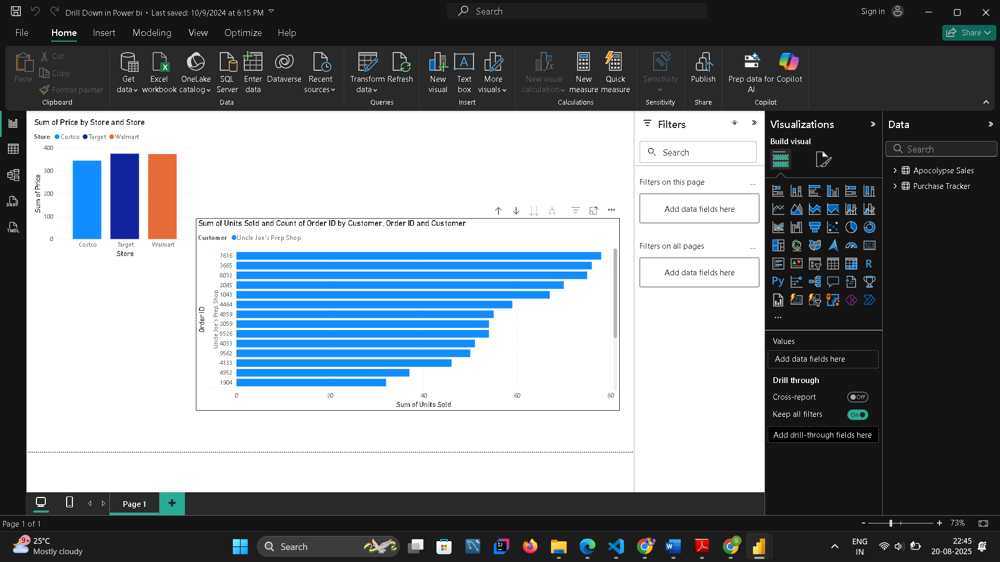 Drill Down in Power bi • Last saved: 10/9/2024 at 6:15 PM
Search
Sign in
File Home Insert Modeling View Optimize Help
Share
Paste
Cut
Copy
Format painter
Clipboard
Get data
Excel workbook
OneLake catalog
SQL Server
Enter data
Dataverse
Recent sources
Data
Transform data
Refresh
Queries
New visual
Text box
More visuals
Insert
New visual calculation
New measure
Quick measure
Calculations
Sensitivity
Sensitivity
Publish
Share
Prep data for AI
Copilot
Copilot
DAX
TMDL
Sum of Price by Store and Store
Store Costco Target Walmart
400
300
200
100
0
Sum of Price
Costco Target Walmart
Store
Sum of Units Sold and Count of Order ID by Customer, Order ID and Customer
Customer Uncle Joe's Prep Shop
Order ID
Uncle Joe's Prep Shop
7616
3665
8032
2045
1043
4464
4859
2059
8526
4033
9562
4133
4952
1904
0 20 40 60 80
Sum of Units Sold
Filters
Search
Filters on this page ...
Add data fields here
Filters on all pages ...
Add data fields here
Visualizations
Build visual
123
R
Py
123
...
Values
Add data fields here
Drill through
Cross-report Off
Keep all filters On
Add drill-through fields here
Data
Search
Apocolypse Sales
Purchase Tracker
Page 1
+
Page 1 of 1
- + 73%
9+
25°C
Mostly cloudy
Search
IJ
W
S
ENG
IN
22:45
20-08-2025